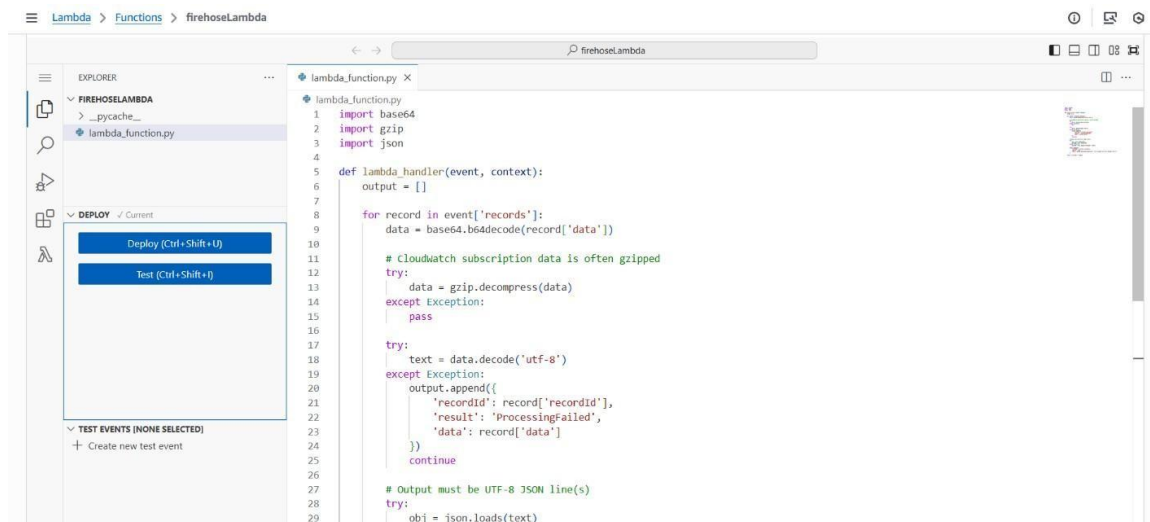 Lambda > Functions > firehoseLambda
firehoseLambda
EXPLORER ...
FIREHOSELAMBDA
> __pycache__
lambda_function.py
DEPLOY ✓ Current
Deploy (Ctrl+Shift+U)
Test (Ctrl+Shift+I)
TEST EVENTS [NONE SELECTED]
+ Create new test event
lambda_function.py ×
lambda_function.py
1 import base64
2 import gzip
3 import json
4
5 def lambda_handler(event, context):
6     output = []
7
8     for record in event['records']:
9         data = base64.b64decode(record['data'])
10
11         # CloudWatch subscription data is often gzipped
12         try:
13             data = gzip.decompress(data)
14         except Exception:
15             pass
16
17         try:
18             text = data.decode('utf-8')
19         except Exception:
20             output.append({
21                 'recordId': record['recordId'],
22                 'result': 'ProcessingFailed',
23                 'data': record['data']
24             })
25             continue
26
27         # Output must be UTF-8 JSON line(s)
28         try:
29             obj = json.loads(text)